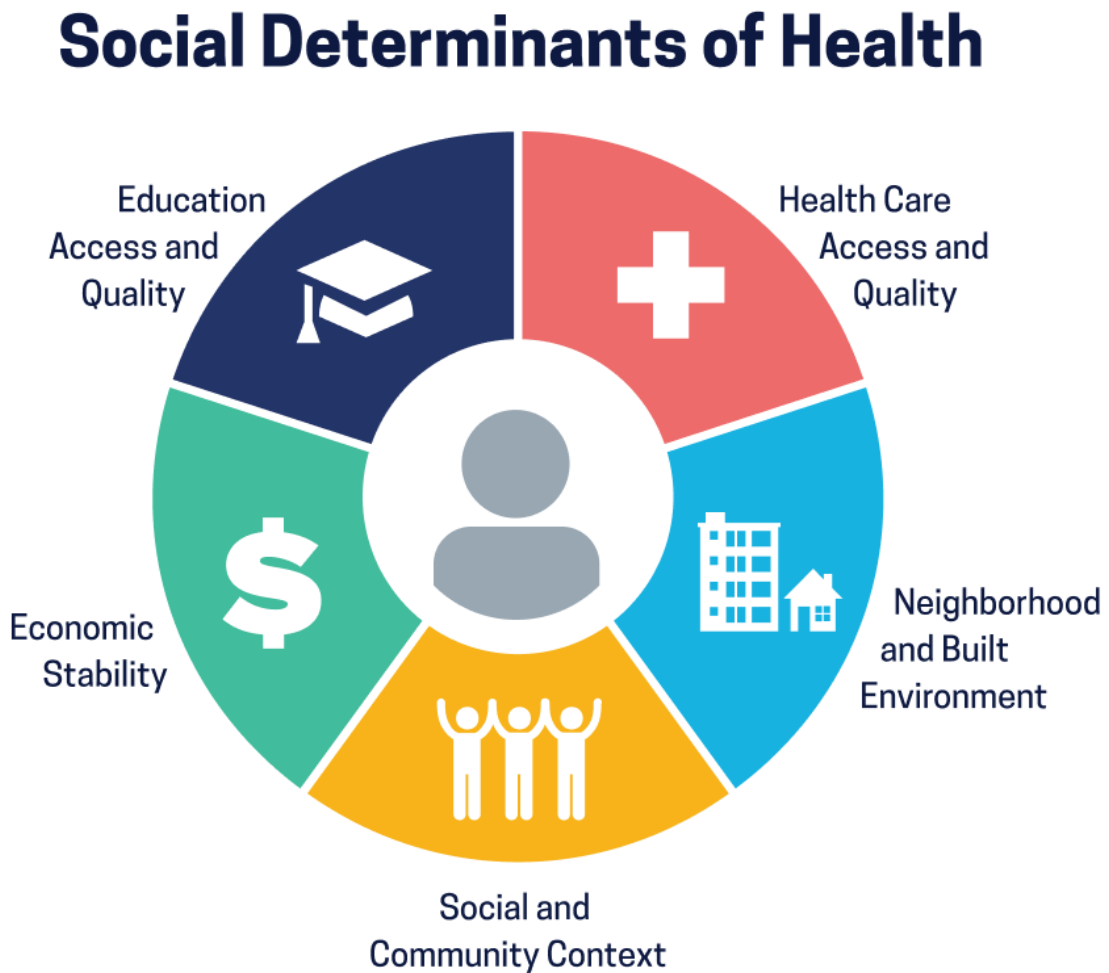 Social Determinants of Health
Education
Access and
Quality
Health Care
Access and
Quality
Economic
Stability
Neighborhood
and Built
Environment
Social and
Community Context